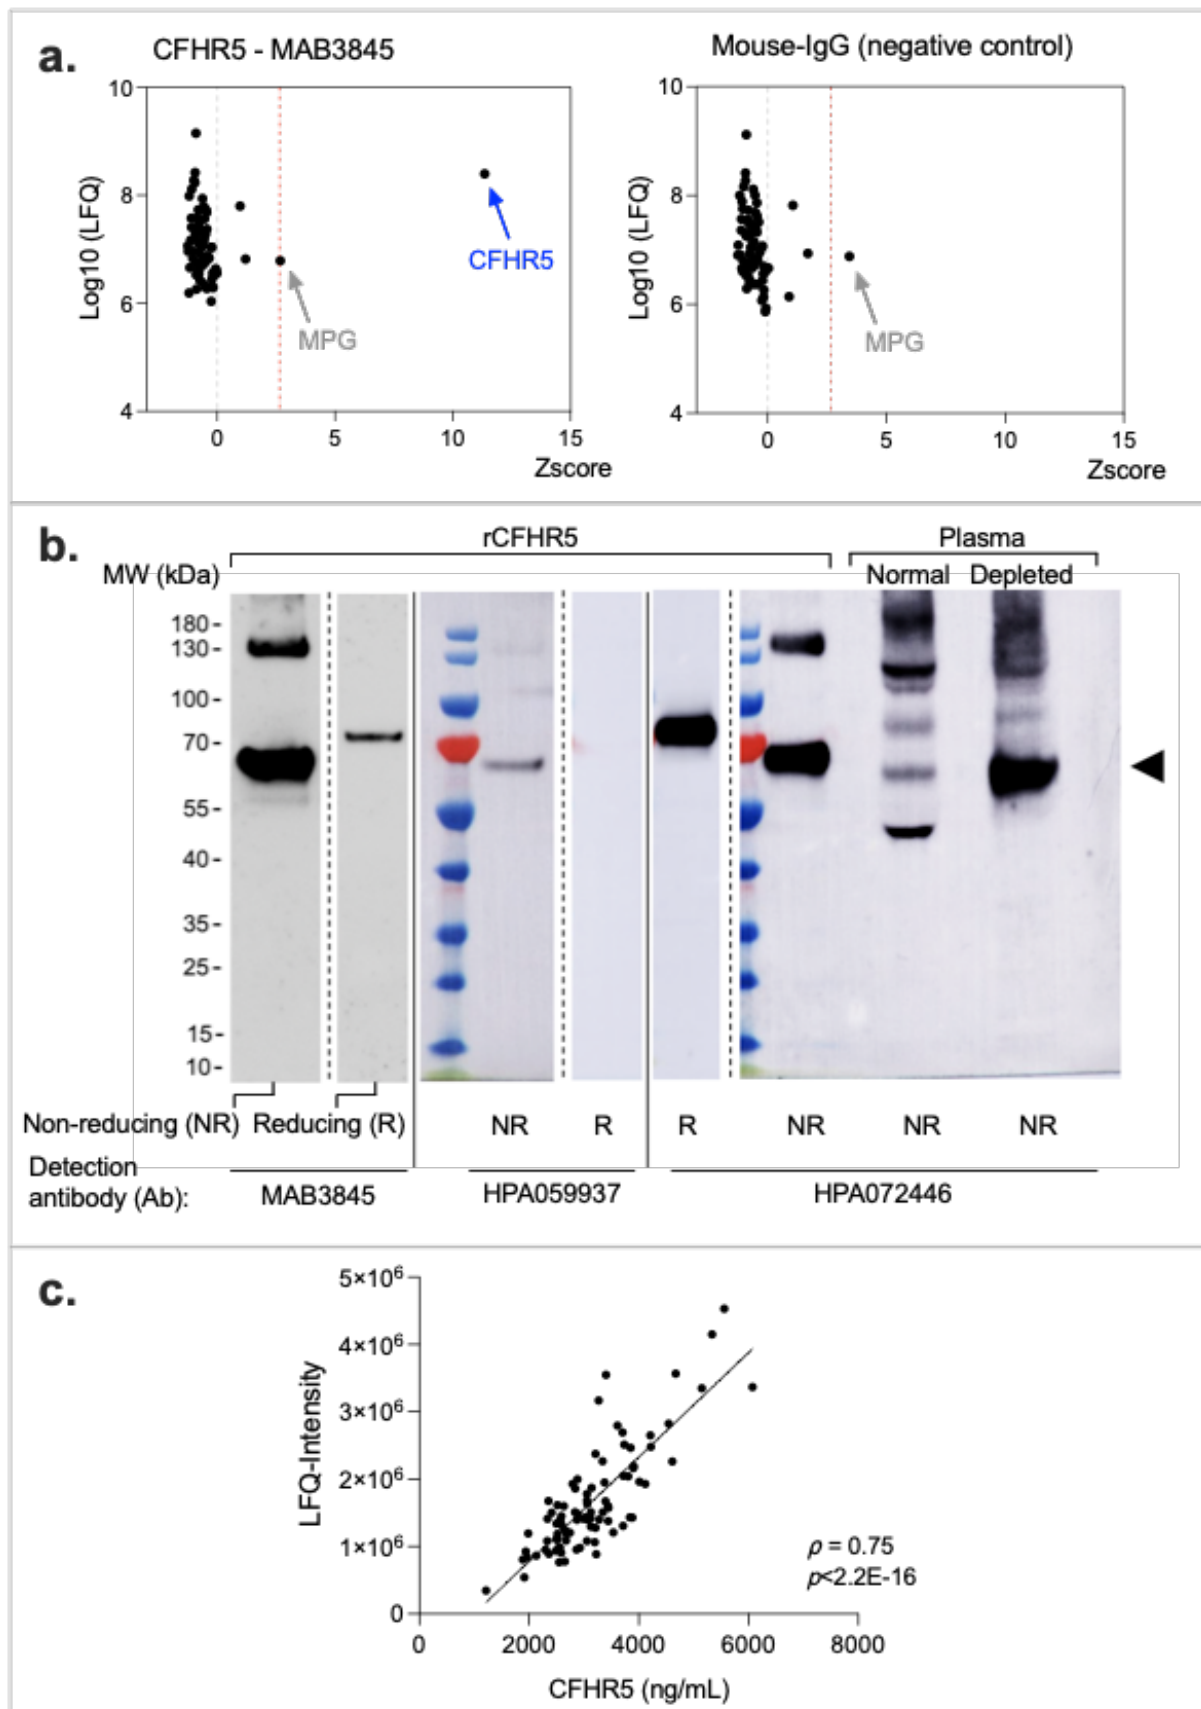 a.
CFHR5 - MAB3845
Mouse-IgG (negative control)
Log10 (LFQ)
10
8
6
4
0
5
10
15
Zscore
CFHR5
MPG
Log10 (LFQ)
10
8
6
4
0
5
10
15
Zscore
MPG
b.
rCFHR5
Plasma
MW (kDa)
Normal Depleted
180-
130-
100-
70-
55-
40-
35-
25-
15-
10-
Non-reducing (NR) Reducing (R) NR R R NR NR NR
Detection
antibody (Ab): MAB3845 HPA059937 HPA072446
c.
LFQ-Intensity
5×10⁶
4×10⁶
3×10⁶
2×10⁶
1×10⁶
0
ρ = 0.75
p<2.2E-16
0 2000 4000 6000 8000
CFHR5 (ng/mL)